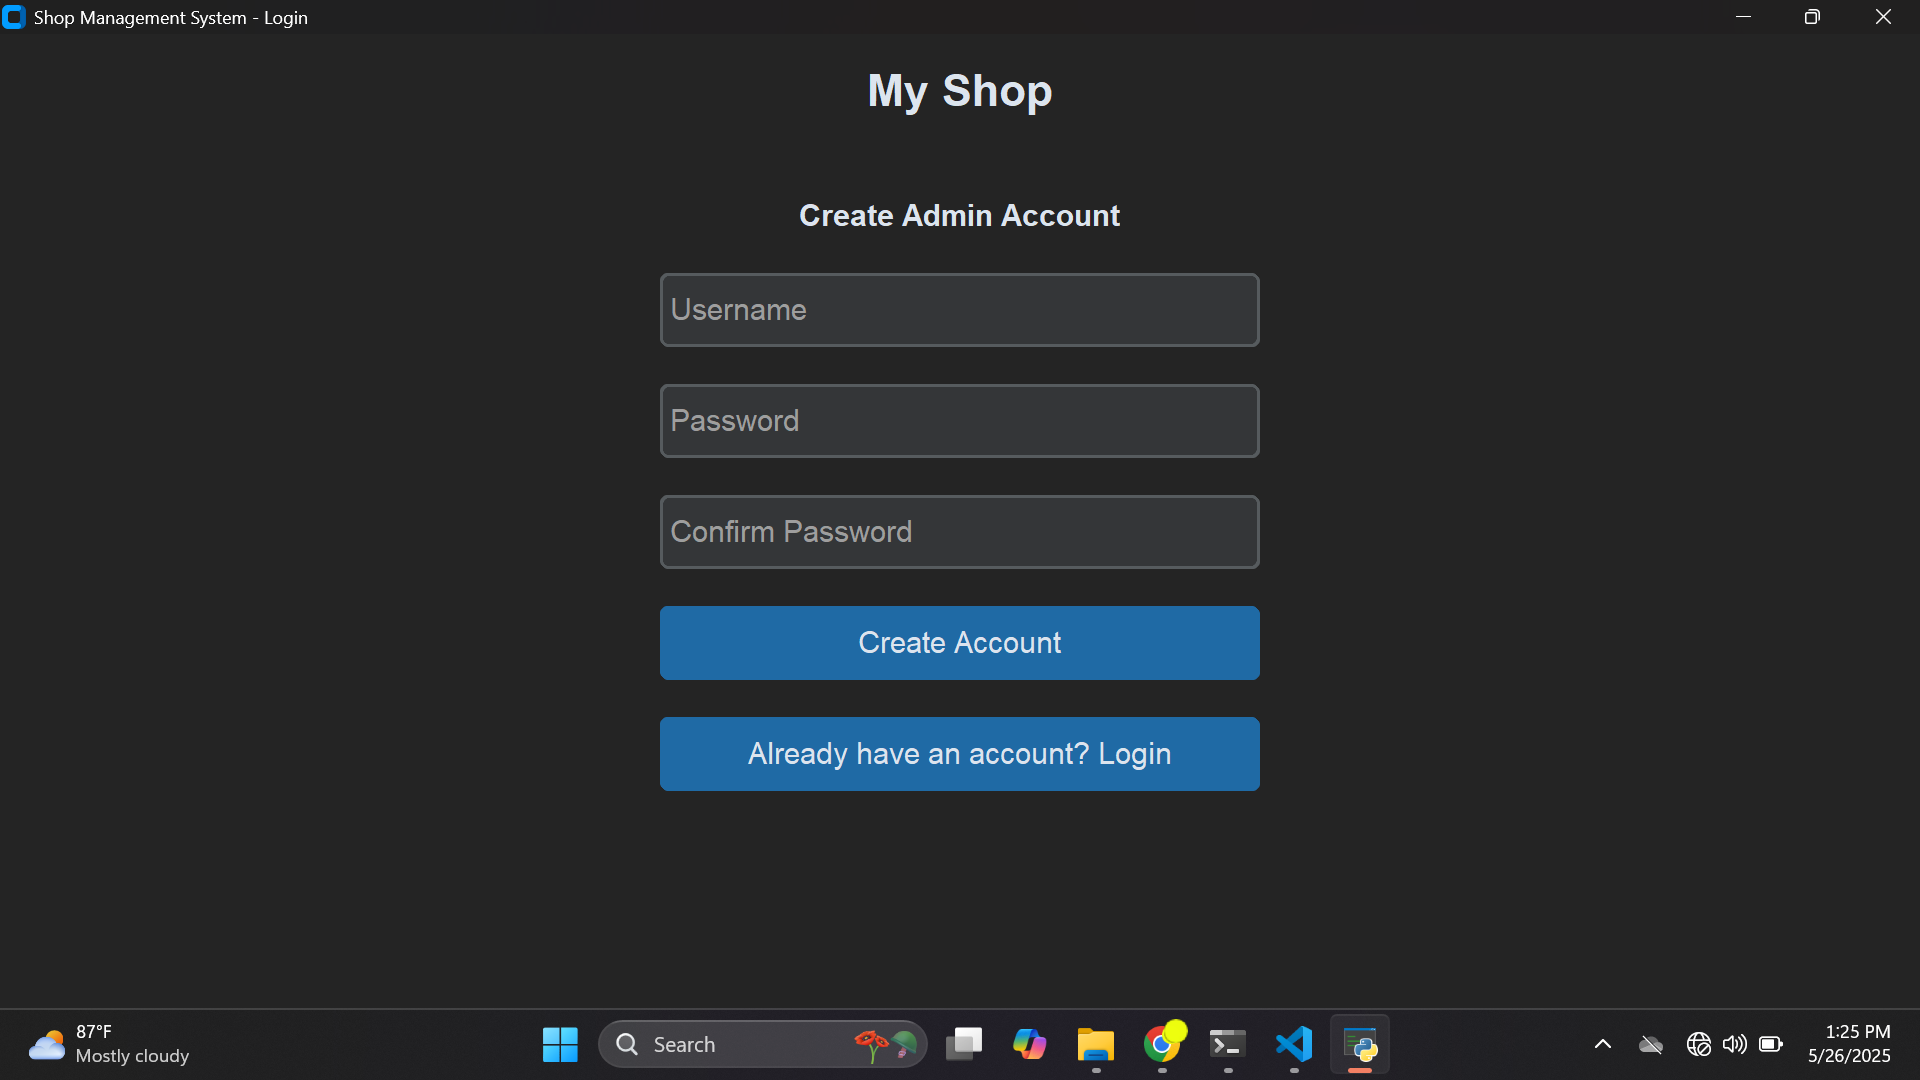 Shop Management System - Login
My Shop
Create Admin Account
Username
Password
Confirm Password
Create Account
Already have an account? Login
87°F
Mostly cloudy
Search
1:25 PM
5/26/2025